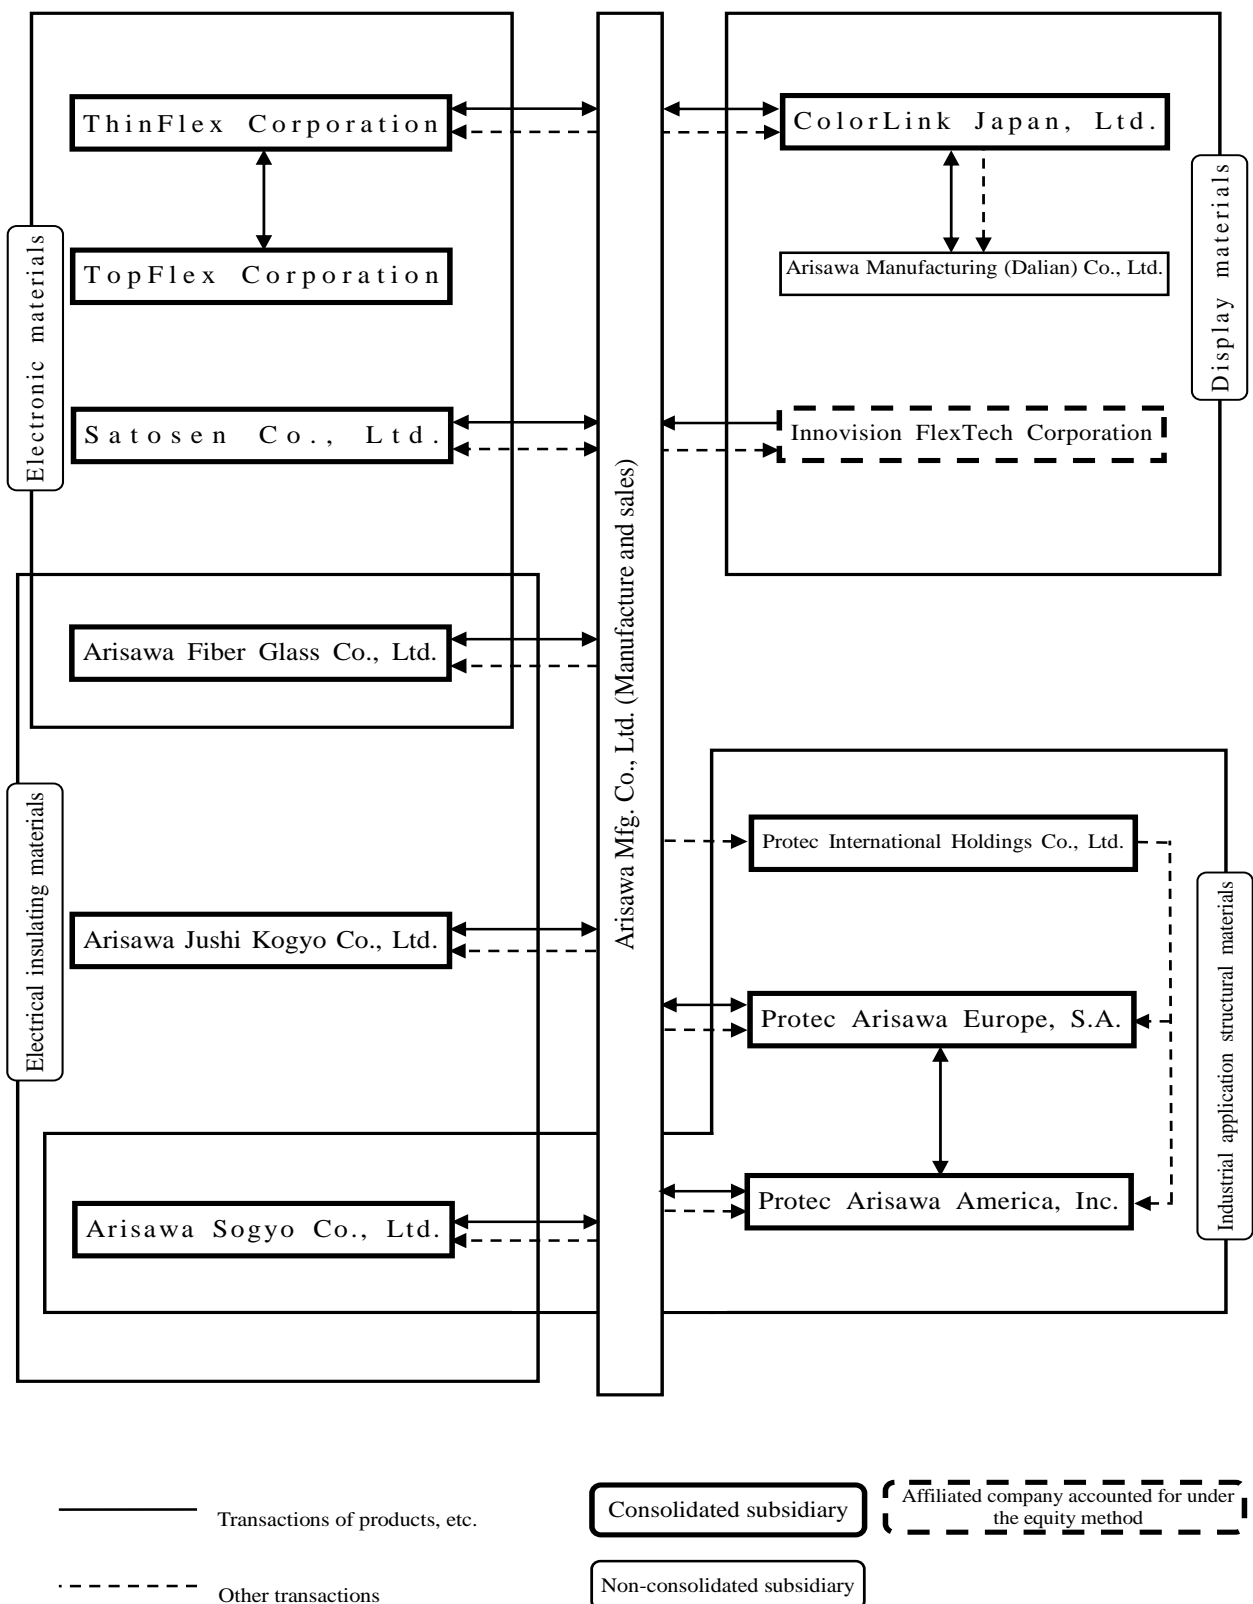 ThinFlex Corporation
TopFlex Corporation
Satosen Co., Ltd.
Electronic materials
Arisawa Fiber Glass Co., Ltd.
Arisawa Jushi Kogyo Co., Ltd.
Electrical insulating materials
Arisawa Sogyo Co., Ltd.
Arisawa Mfg. Co., Ltd. (Manufacture and sales)
ColorLink Japan, Ltd.
Arisawa Manufacturing (Dalian) Co., Ltd.
Innovision FlexTech Corporation
Display materials
Protec International Holdings Co., Ltd.
Protec Arisawa Europe, S.A.
Protec Arisawa America, Inc.
Industrial application structural materials
Transactions of products, etc.
Other transactions
Consolidated subsidiary
Affiliated company accounted for under
the equity method
Non-consolidated subsidiary